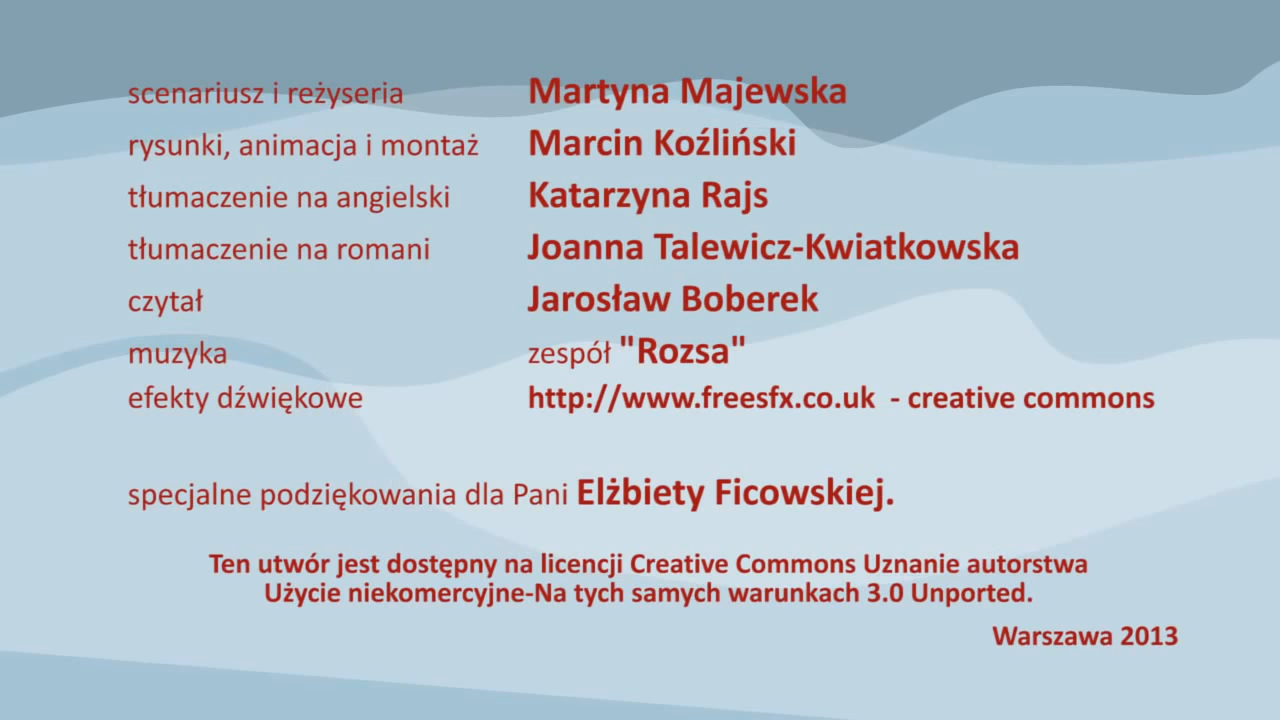 scenariusz i reżyseria Martyna Majewska
rysunki, animacja i montaż Marcin Koźliński
tłumaczenie na angielski Katarzyna Rajs
tłumaczenie na romani Joanna Talewicz-Kwiatkowska
czytał Jarosław Boberek
muzyka zespół "Rozsa"
efekty dźwiękowe http://www.freesfx.co.uk - creative commons
specjalne podziękowania dla Pani Elżbiety Ficowskiej.
Ten utwór jest dostępny na licencji Creative Commons Uznanie autorstwa
Użycie niekomercyjne-Na tych samych warunkach 3.0 Unported.
Warszawa 2013